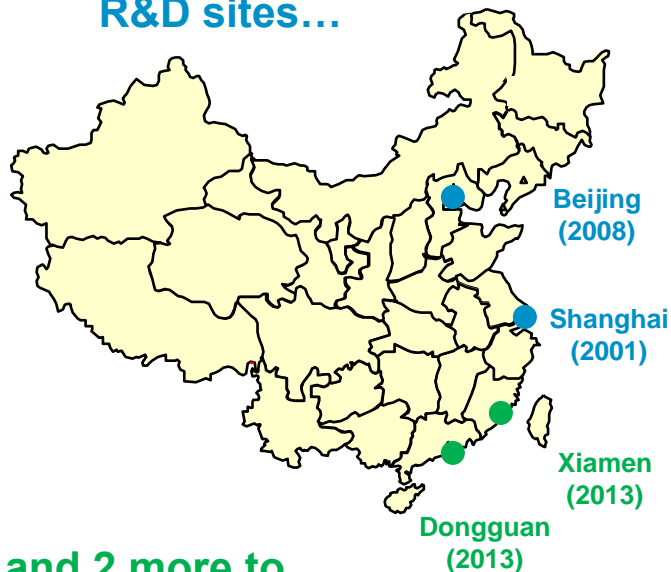 R&D sites…
Beijing
(2008)
Shanghai
(2001)
Xiamen
(2013)
Dongguan
(2013)
and 2 more to